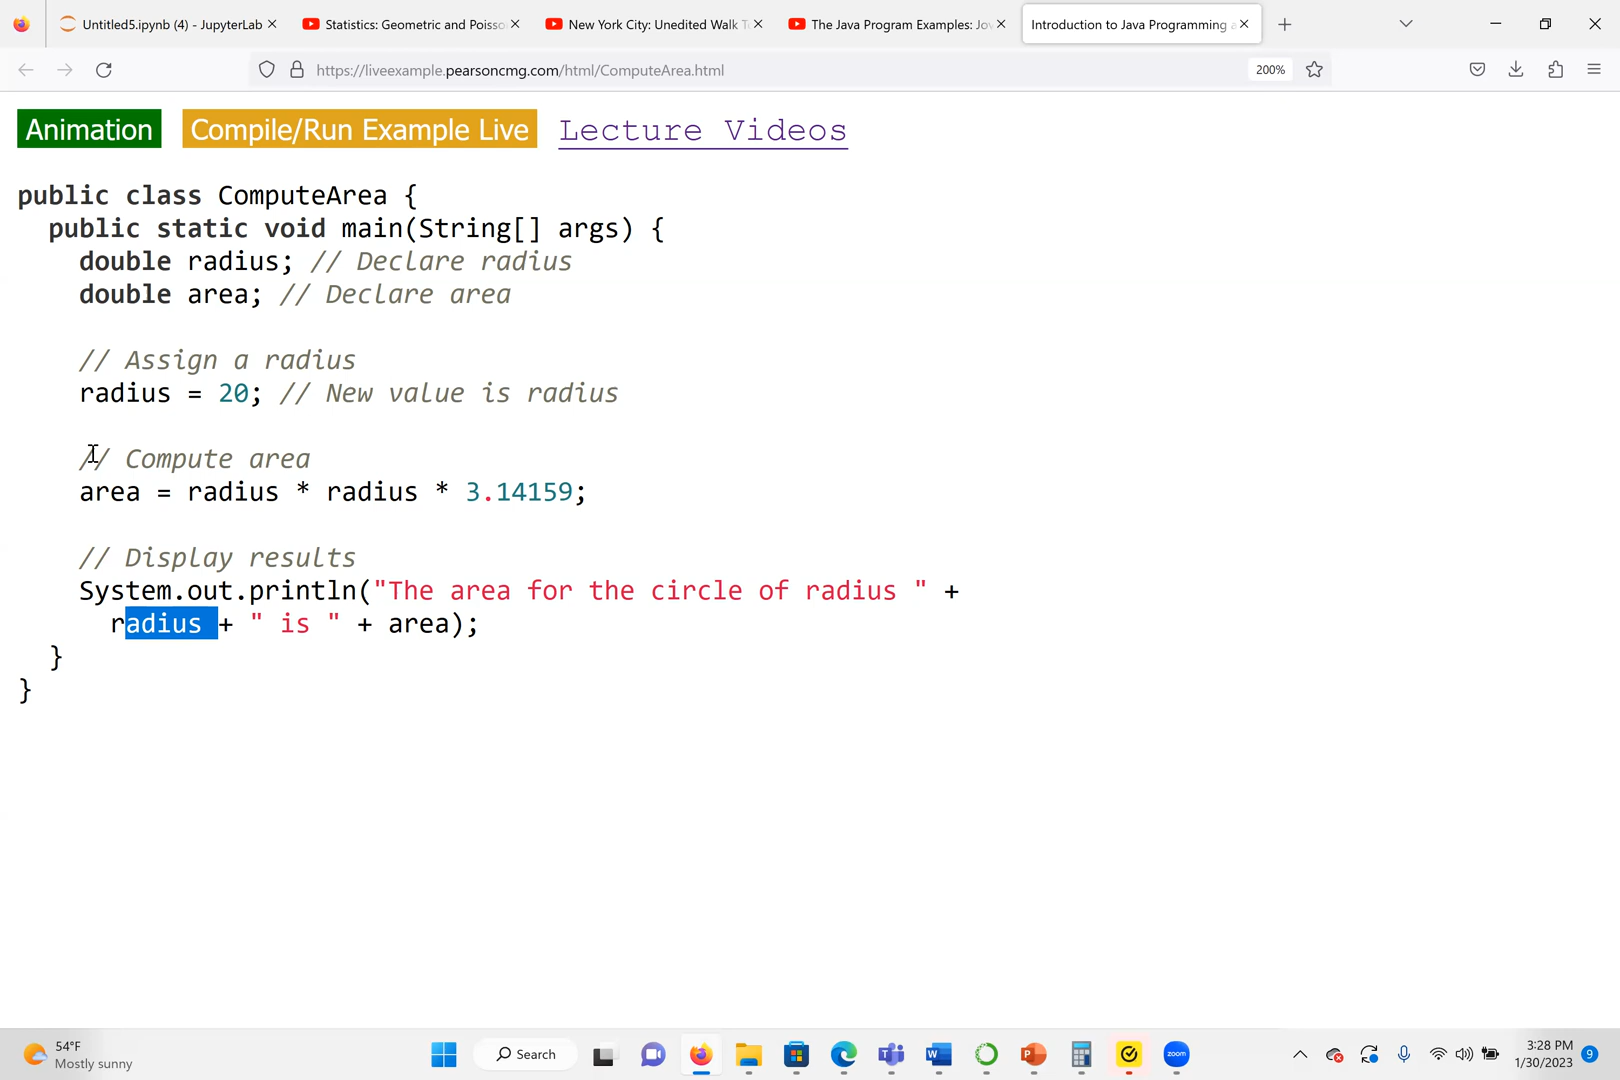 Untitled5.ipynb (4) - JupyterLab
Statistics: Geometric and Poisso
New York City: Unedited Walk T
The Java Program Examples: Jov
Introduction to Java Programming a
https://liveexample.pearsoncmg.com/html/ComputeArea.html
200%
Animation
Compile/Run Example Live
Lecture Videos
public class ComputeArea {
public static void main(String[] args) {
double radius; // Declare radius
double area; // Declare area
// Assign a radius
radius = 20; // New value is radius
// Compute area
area = radius * radius * 3.14159;
// Display results
System.out.println("The area for the circle of radius " +
radius + " is " + area);
}
}
54°F
Mostly sunny
Search
zoom
3:28 PM
1/30/2023
9